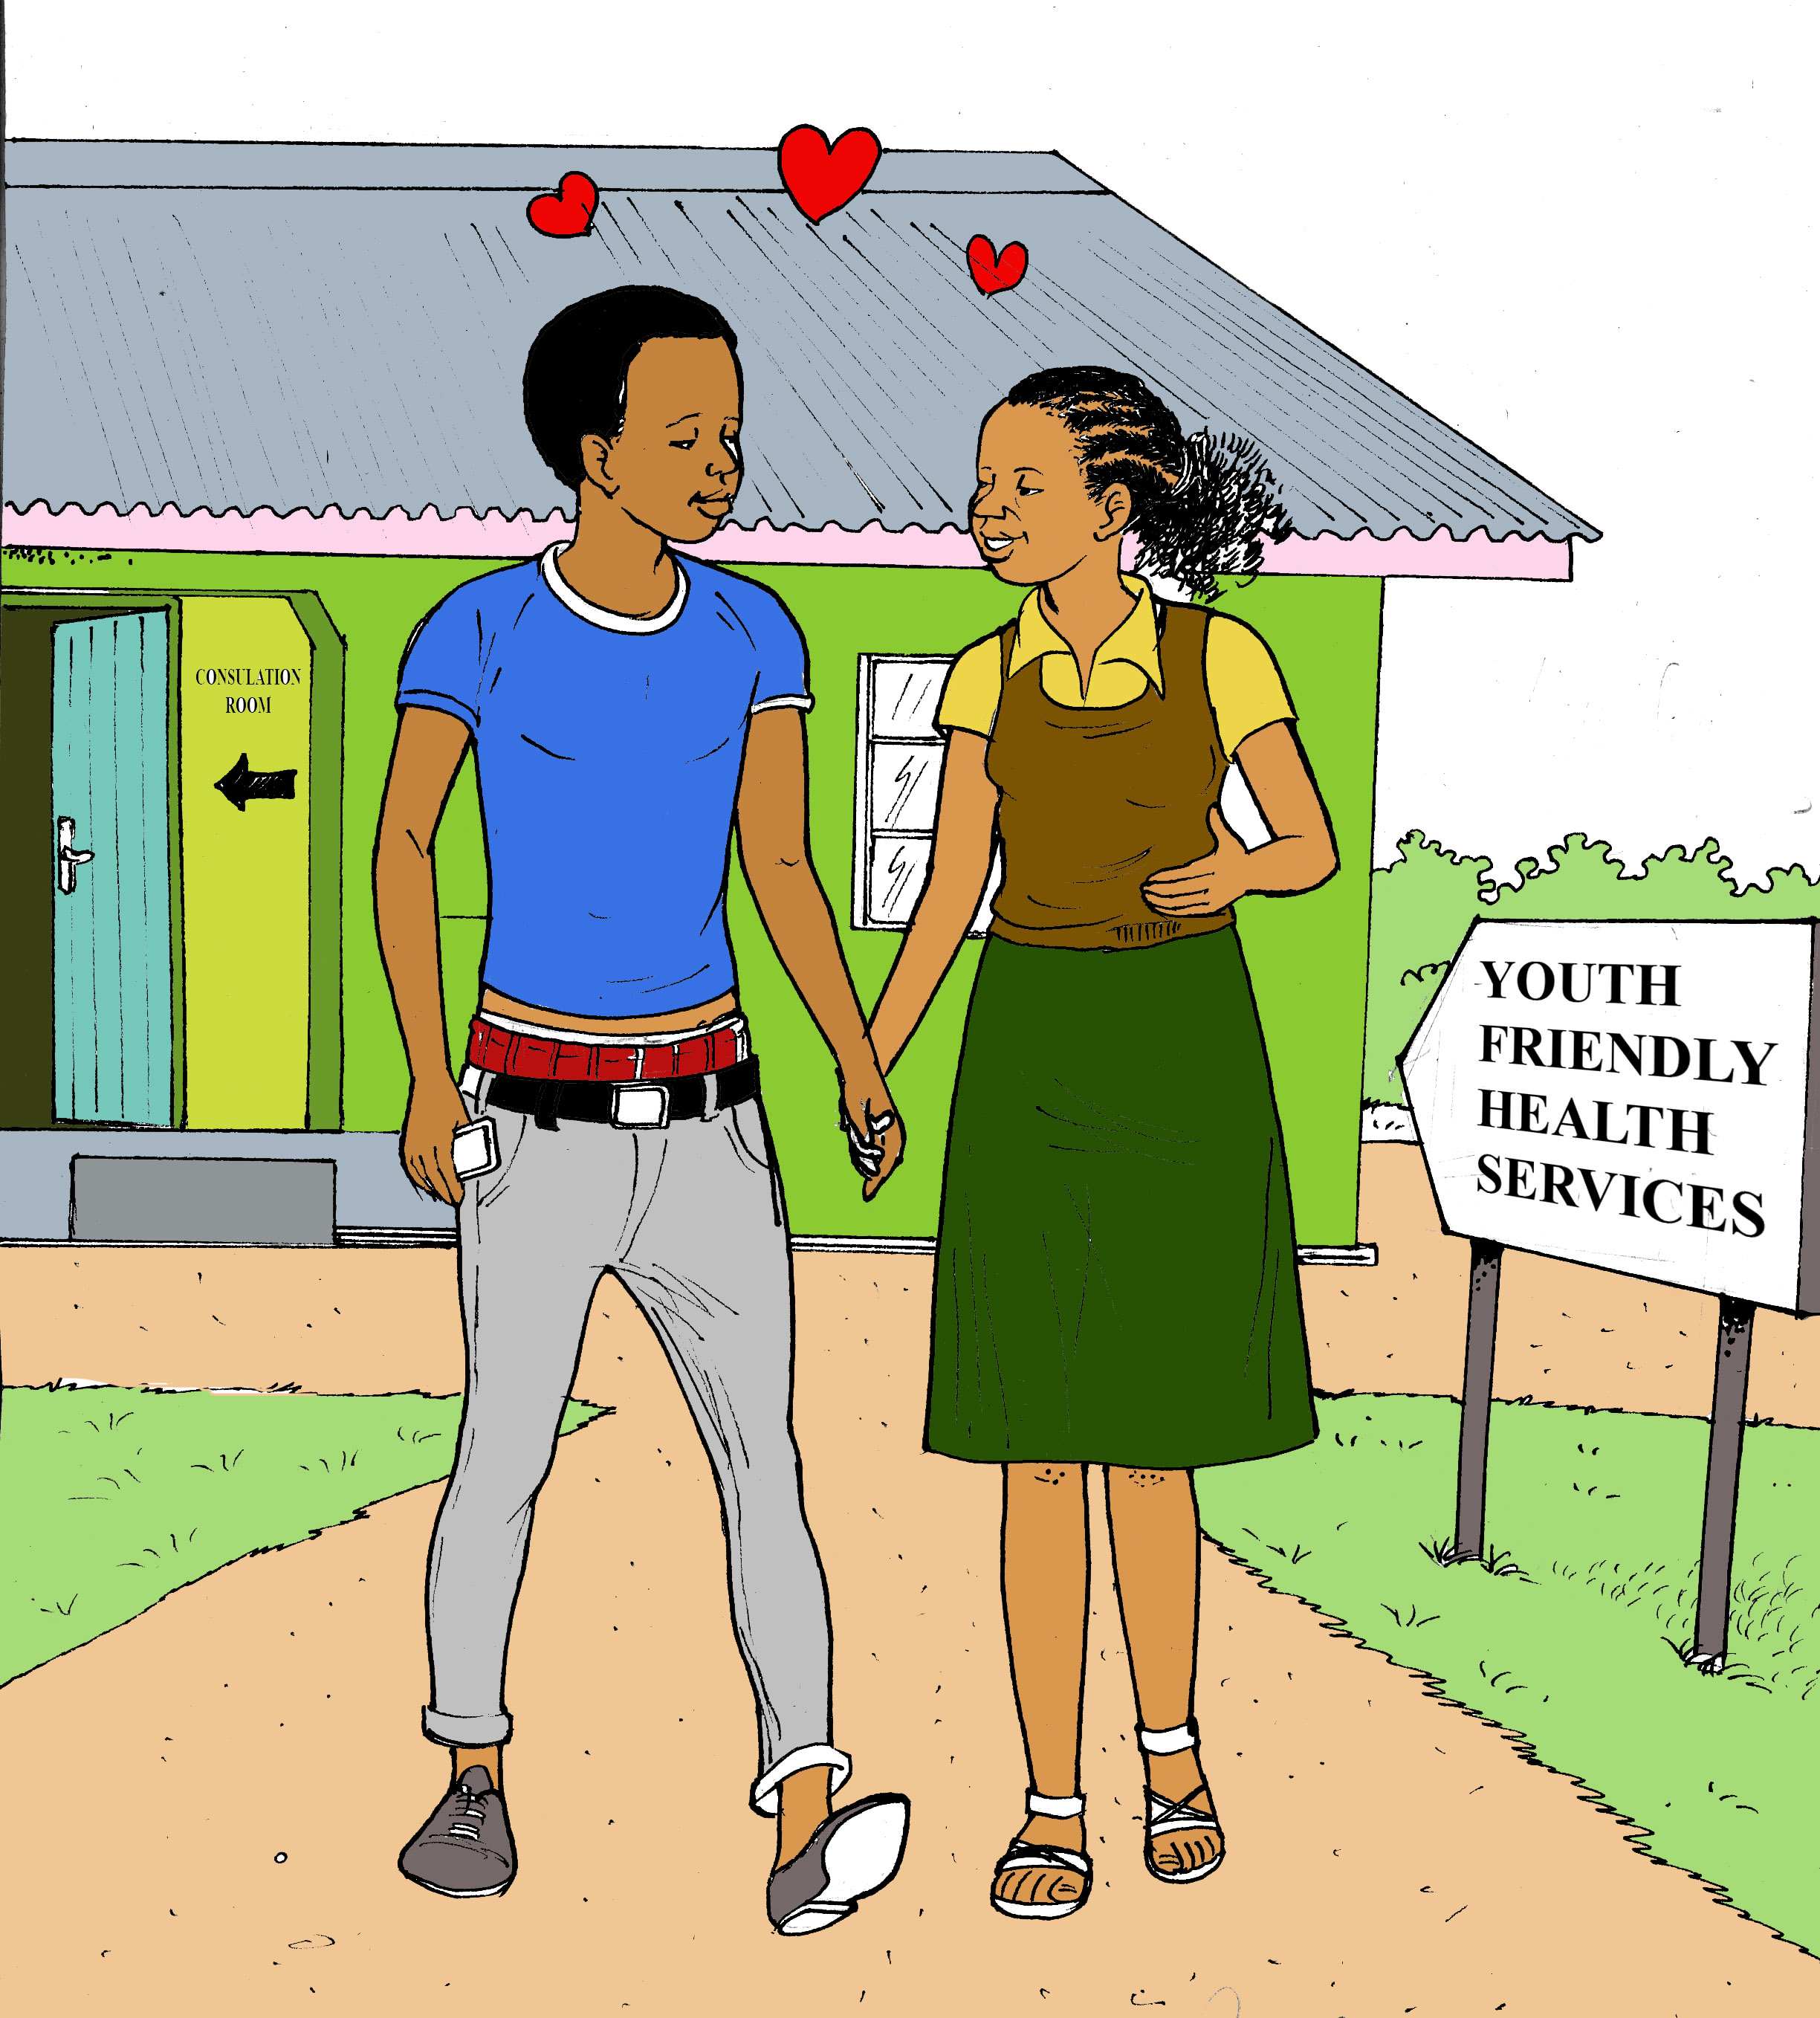 CONSULATION
ROOM
YOUTH
FRIENDLY
HEALTH
SERVICES